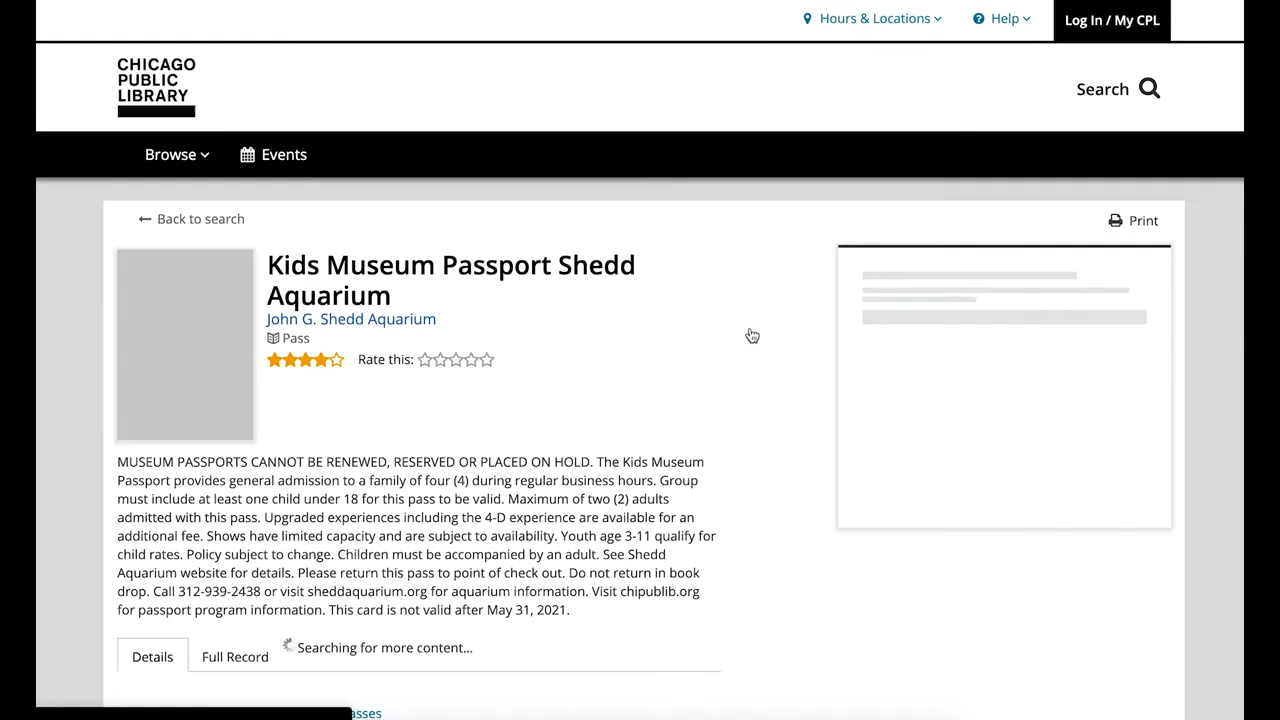 Hours & Locations
Help
Log In / My CPL
CHICAGO
PUBLIC
LIBRARY
Search
Browse
Events
Back to search
Print
Kids Museum Passport Shedd
Aquarium
John G. Shedd Aquarium
Pass
Rate this:
MUSEUM PASSPORTS CANNOT BE RENEWED, RESERVED OR PLACED ON HOLD. The Kids Museum
Passport provides general admission to a family of four (4) during regular business hours. Group
must include at least one child under 18 for this pass to be valid. Maximum of two (2) adults
admitted with this pass. Upgraded experiences including the 4-D experience are available for an
additional fee. Shows have limited capacity and are subject to availability. Youth age 3-11 qualify for
child rates. Policy subject to change. Children must be accompanied by an adult. See Shedd
Aquarium website for details. Please return this pass to point of check out. Do not return in book
drop. Call 312-939-2438 or visit sheddaquarium.org for aquarium information. Visit chipublib.org
for passport program information. This card is not valid after May 31, 2021.
Details
Full Record
Searching for more content...